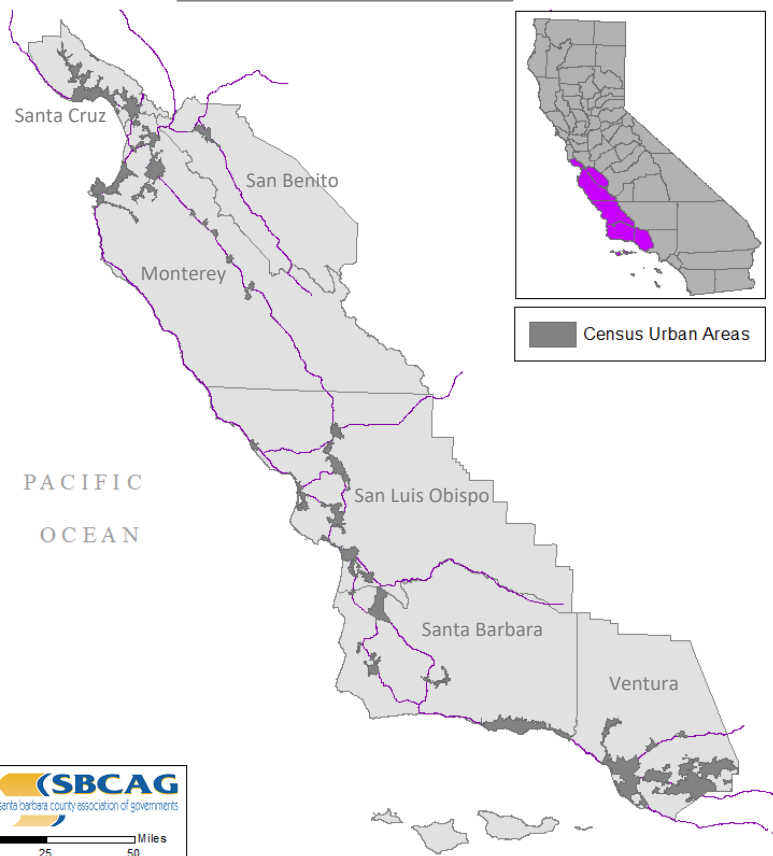 Santa Cruz
San Benito
Monterey
Census Urban Areas
PACIFIC
OCEAN
San Luis Obispo
Santa Barbara
Ventura
SBCAG
santa barbara county association of governments
Miles
25
50